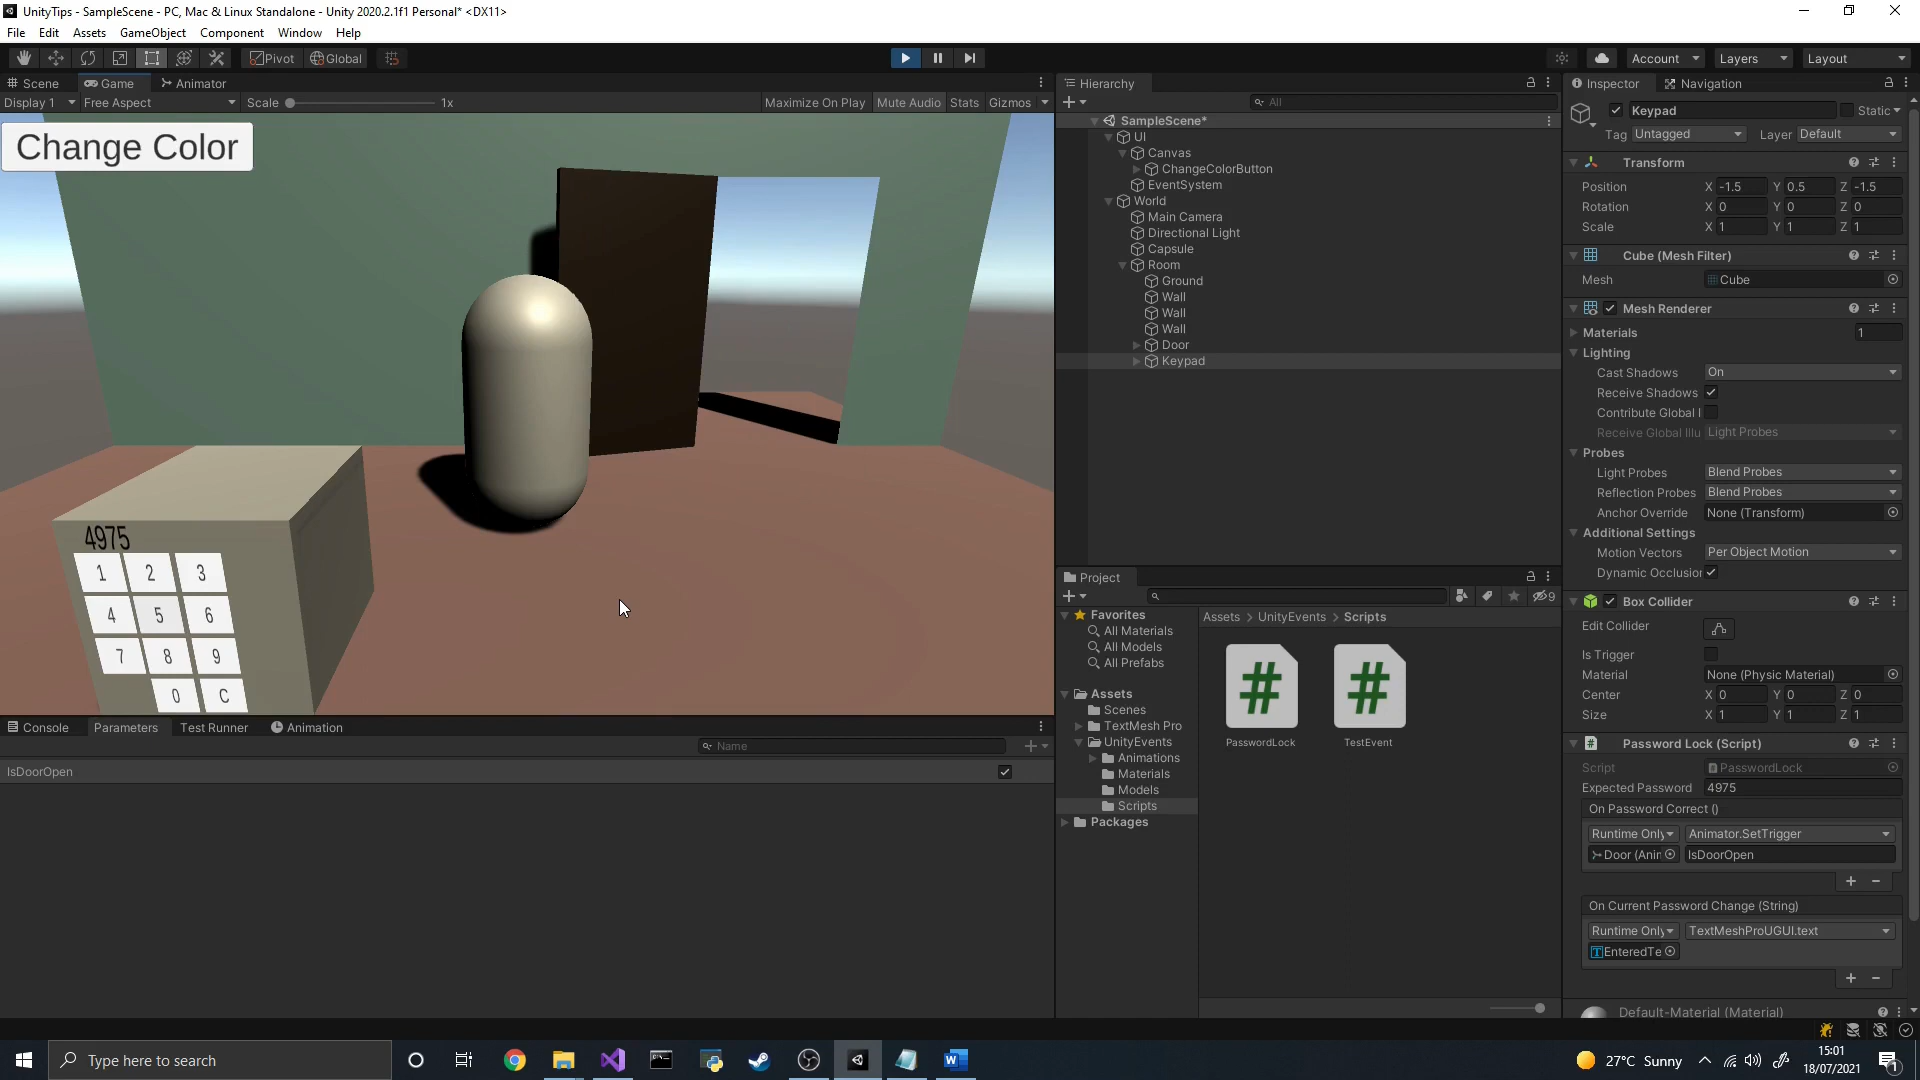 UnityTips - SampleScene - PC, Mac & Linux Standalone - Unity 2020.2.1f1 Personal* <DX11>
File Edit Assets GameObject Component Window Help
Pivot Global Account Layers Layout
Scene Game Animator
Display 1 Free Aspect Scale 1x Maximize On Play Mute Audio Stats Gizmos
Change Color
4975
1 2 3
4 5 6
7 8 9
0 C
Console Parameters Test Runner Animation
Name
IsDoorOpen
Hierarchy
All
SampleScene*
UI
Canvas
ChangeColorButton
EventSystem
World
Main Camera
Directional Light
Capsule
Room
Ground
Wall
Wall
Wall
Door
Keypad
Project
9
Favorites
All Materials
All Models
All Prefabs
Assets
Scenes
TextMesh Pro
UnityEvents
Animations
Materials
Models
Scripts
Packages
Assets > UnityEvents > Scripts
PasswordLock TestEvent
Inspector Navigation
Keypad Static
Tag Untagged Layer Default
Transform
Position X -1.5 Y 0.5 Z -1.5
Rotation X 0 Y 0 Z 0
Scale X 1 Y 1 Z 1
Cube (Mesh Filter)
Mesh Cube
Mesh Renderer
Materials 1
Lighting
Cast Shadows On
Receive Shadows
Contribute Global I
Receive Global Illu Light Probes
Probes
Light Probes Blend Probes
Reflection Probes Blend Probes
Anchor Override None (Transform)
Additional Settings
Motion Vectors Per Object Motion
Dynamic Occlusion
Box Collider
Edit Collider
Is Trigger
Material None (Physic Material)
Center X 0 Y 0 Z 0
Size X 1 Y 1 Z 1
Password Lock (Script)
Script PasswordLock
Expected Password 4975
On Password Correct ()
Runtime Only Animator.SetTrigger
Door (Anir IsDoorOpen
On Current Password Change (String)
Runtime Only TextMeshProUGUI.text
EnteredTe
Default-Material (Material)
Type here to search
27°C Sunny
15:01
18/07/2021
1